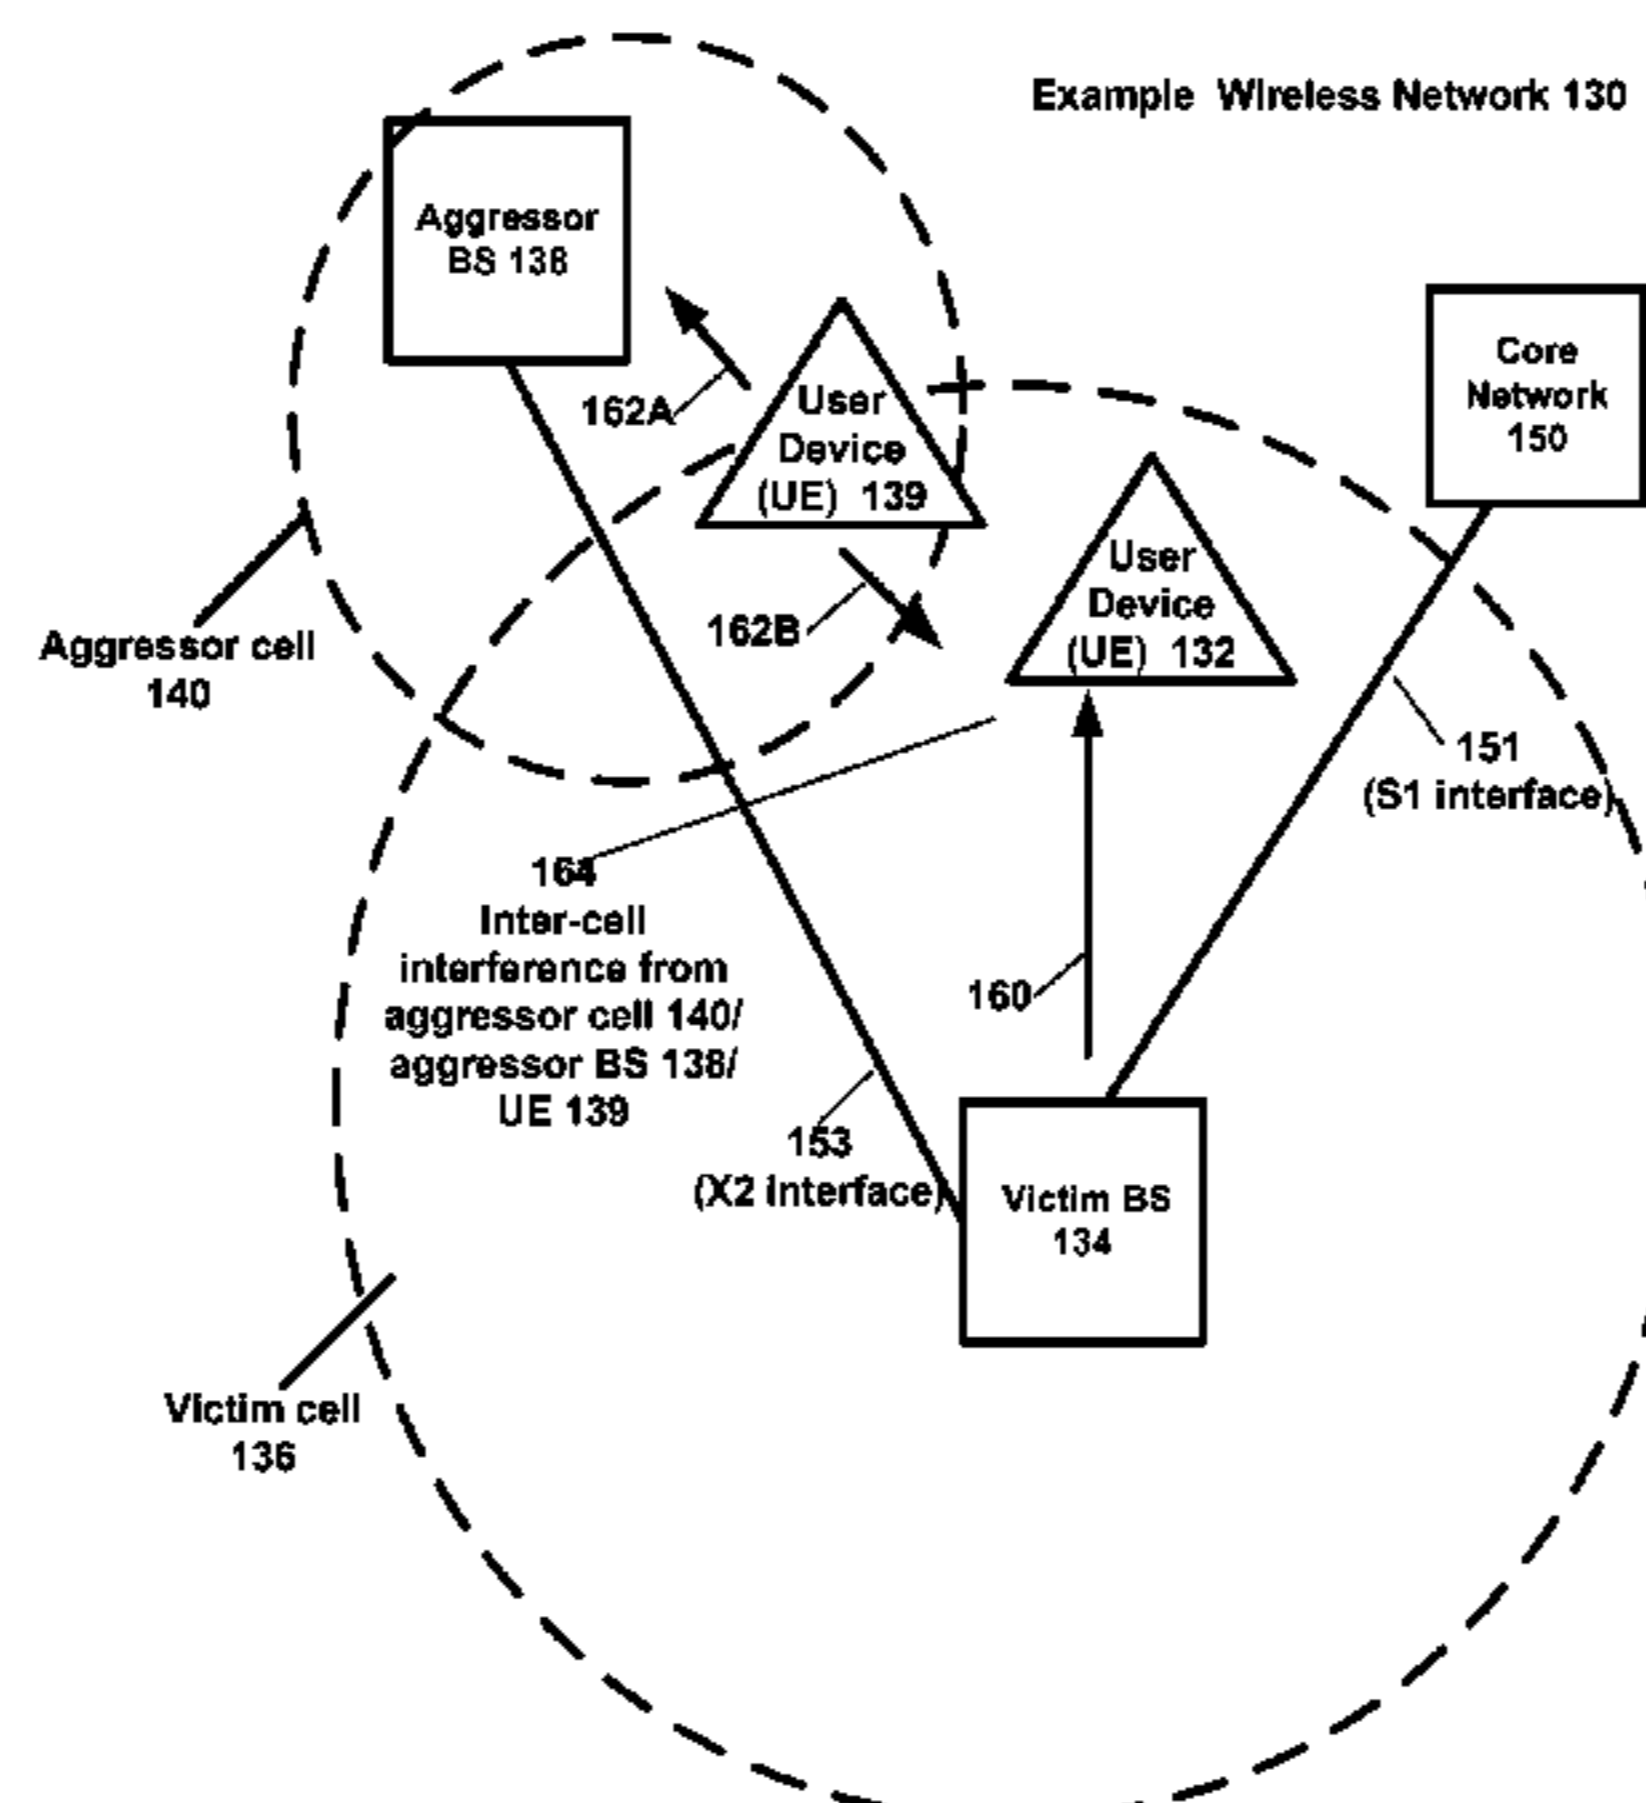 Example Wireless Network 130
Aggressor
BS 138
Core
Network
150
162A
User
Device
(UE) 139
User
Device
(UE) 132
162B
Aggressor cell
140
151
(S1 interface)
164
Inter-cell
interference from
aggressor cell 140/
aggressor BS 138/
UE 139
160
153
(X2 interface)
Victim BS
134
Victim cell
136